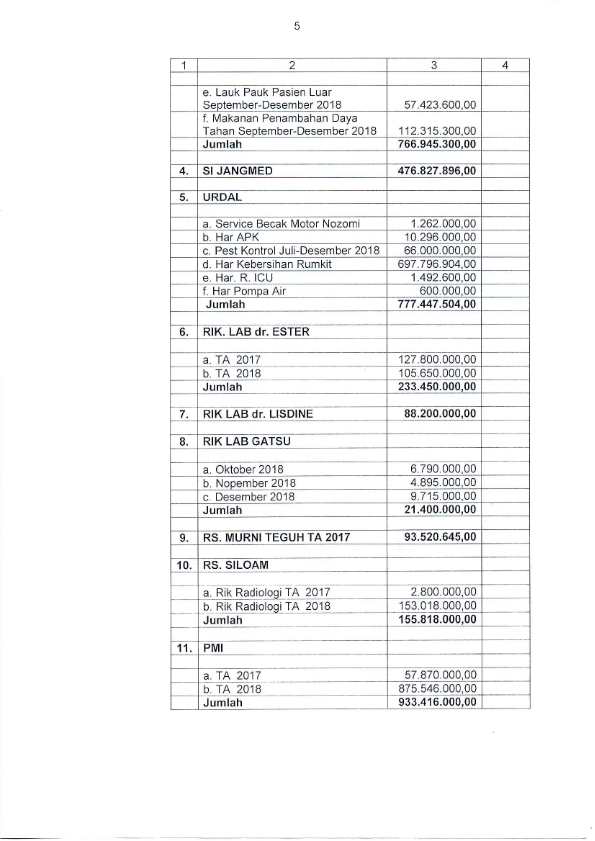 5
1 2 3 4
e. Lauk Pauk Pasien Luar
September-Desember 2018 57.423.600,00
f. Makanan Penambahan Daya
Tahan September-Desember 2018 112.315.300,00
Jumlah 766.945.300,00
4. SI JANGMED 476.827.896,00
5. URDAL
a. Service Becak Motor Nozomi 1.262.000,00
b. Har APK 10.296.000,00
c. Pest Kontrol Juli-Desember 2018 66.000.000,00
d. Har Kebersihan Rumkit 697.796.904,00
e. Har. R. ICU 1.492.600,00
f. Har Pompa Air 600.000,00
Jumlah 777.447.504,00
6. RIK. LAB dr. ESTER
a. TA 2017 127.800.000,00
b. TA 2018 105.650.000,00
Jumlah 233.450.000,00
7. RIK LAB dr. LISDINE 88.200.000,00
8. RIK LAB GATSU
a. Oktober 2018 6.790.000,00
b. Nopember 2018 4.895.000,00
c. Desember 2018 9.715.000,00
Jumlah 21.400.000,00
9. RS. MURNI TEGUH TA 2017 93.520.645,00
10. RS. SILOAM
a. Rik Radiologi TA 2017 2.800.000,00
b. Rik Radiologi TA 2018 153.018.000,00
Jumlah 155.818.000,00
11. PMI
a. TA 2017 57.870.000,00
b. TA 2018 875.546.000,00
Jumlah 933.416.000,00